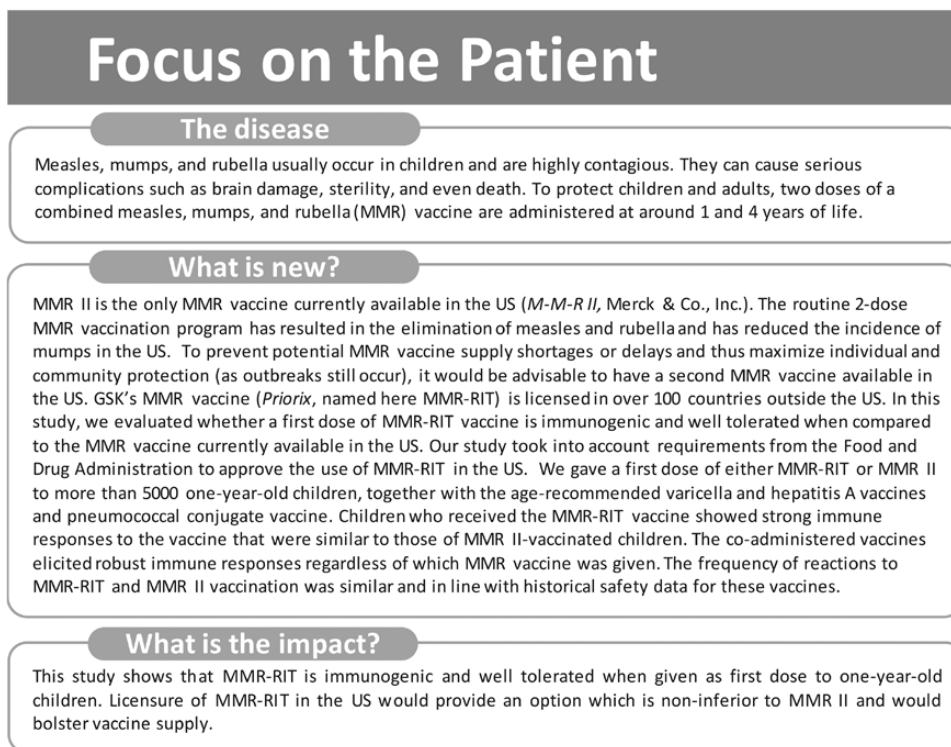 Focus on the Patient
The disease
Measles, mumps, and rubella usually occur in children and are highly contagious. They can cause serious
complications such as brain damage, sterility, and even death. To protect children and adults, two doses of a
combined measles, mumps, and rubella (MMR) vaccine are administered at around 1 and 4 years of life.
What is new?
MMR II is the only MMR vaccine currently available in the US (M-M-R II, Merck & Co., Inc.). The routine 2-dose
MMR vaccination program has resulted in the elimination of measles and rubella and has reduced the incidence of
mumps in the US. To prevent potential MMR vaccine supply shortages or delays and thus maximize individual and
community protection (as outbreaks still occur), it would be advisable to have a second MMR vaccine available in
the US. GSK's MMR vaccine (Priorix, named here MMR-RIT) is licensed in over 100 countries outside the US. In this
study, we evaluated whether a first dose of MMR-RIT vaccine is immunogenic and well tolerated when compared
to the MMR vaccine currently available in the US. Our study took into account requirements from the Food and
Drug Administration to approve the use of MMR-RIT in the US. We gave a first dose of either MMR-RIT or MMR II
to more than 5000 one-year-old children, together with the age-recommended varicella and hepatitis A vaccines
and pneumococcal conjugate vaccine. Children who received the MMR-RIT vaccine showed strong immune
responses to the vaccine that were similar to those of MMR II-vaccinated children. The co-administered vaccines
elicited robust immune responses regardless of which MMR vaccine was given. The frequency of reactions to
MMR-RIT and MMR II vaccination was similar and in line with historical safety data for these vaccines.
What is the impact?
This study shows that MMR-RIT is immunogenic and well tolerated when given as first dose to one-year-old
children. Licensure of MMR-RIT in the US would provide an option which is non-inferior to MMR II and would
bolster vaccine supply.